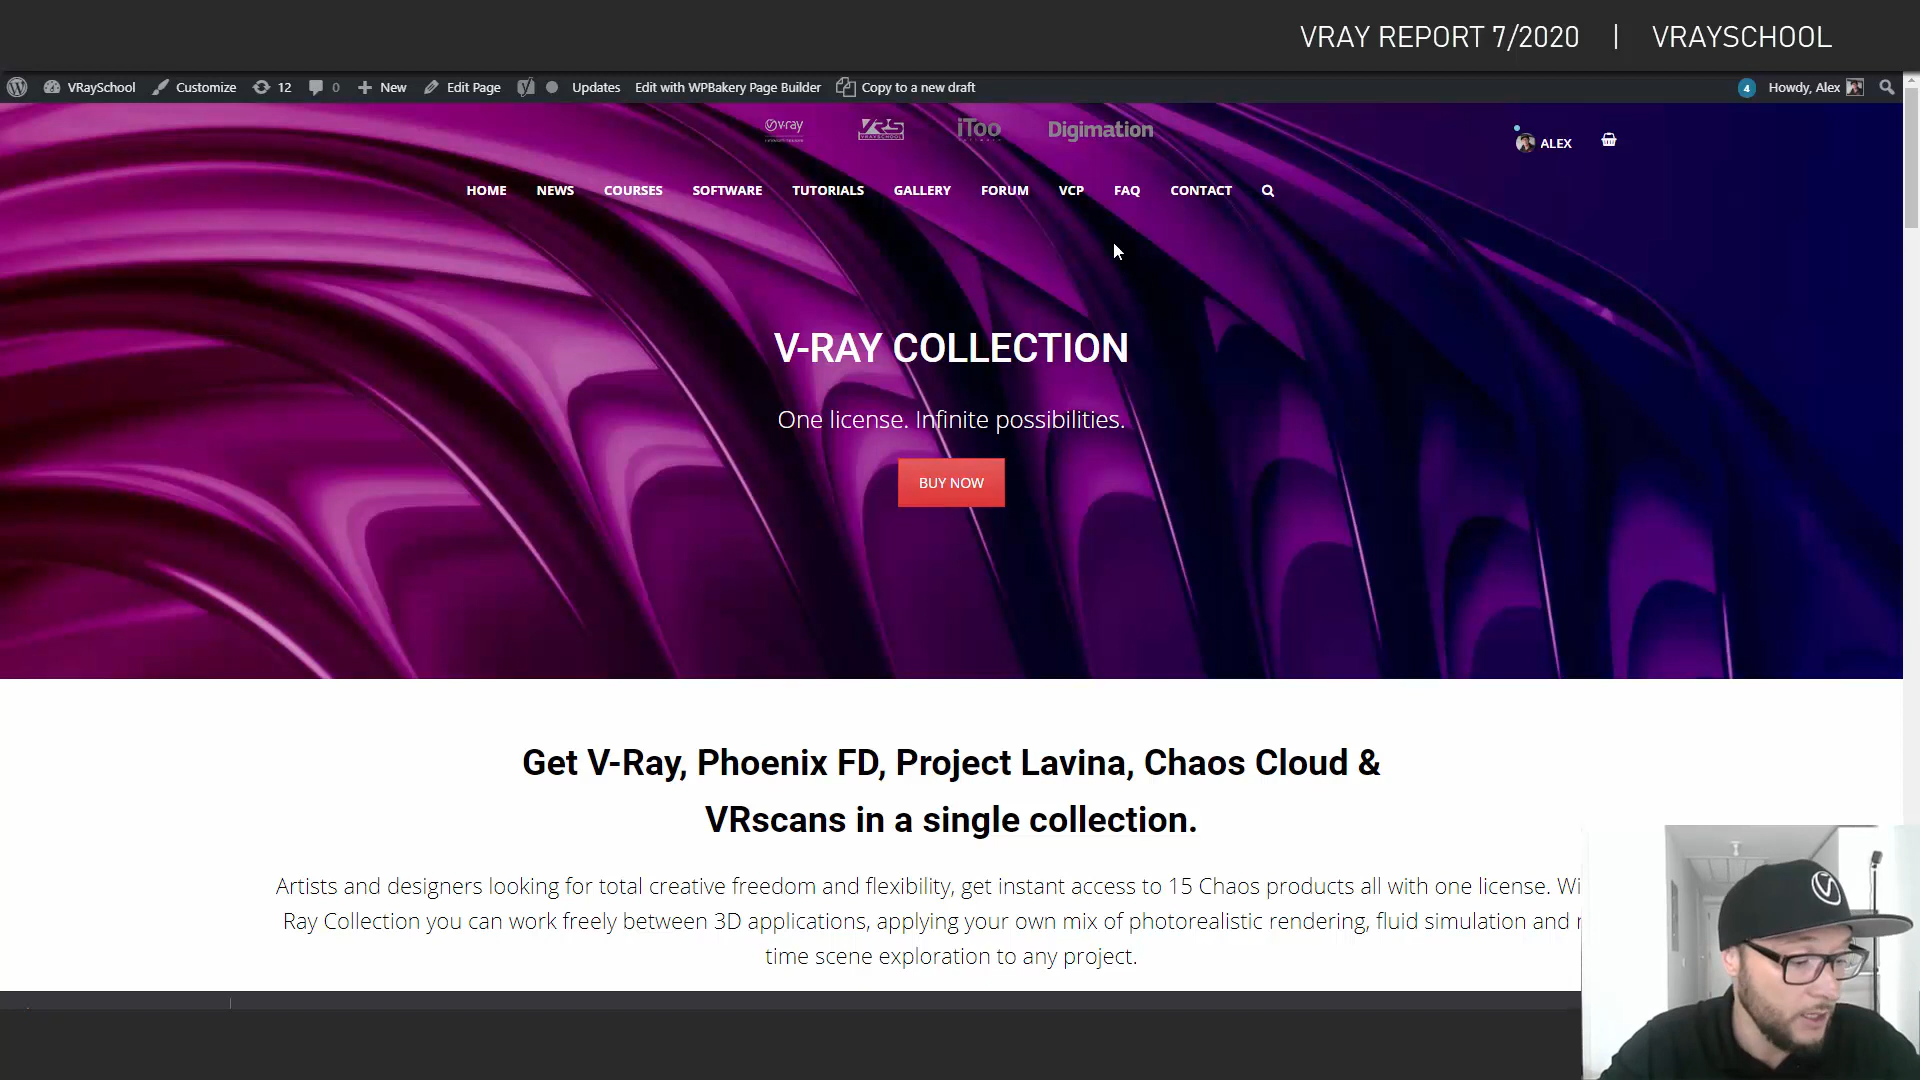 VRAY REPORT 7/2020 | VRAYSCHOOL
VRaySchool Customize 12 0 New Edit Page Updates Edit with WPBakery Page Builder Copy to a new draft 4 Howdy, Alex
v·ray VRAYSCHOOL iToo Digimation
ALEX
HOME NEWS COURSES SOFTWARE TUTORIALS GALLERY FORUM VCP FAQ CONTACT
V-RAY COLLECTION
One license. Infinite possibilities.
BUY NOW
Get V-Ray, Phoenix FD, Project Lavina, Chaos Cloud &
VRscans in a single collection.
Artists and designers looking for total creative freedom and flexibility, get instant access to 15 Chaos products all with one license. Wi
Ray Collection you can work freely between 3D applications, applying your own mix of photorealistic rendering, fluid simulation and
time scene exploration to any project.